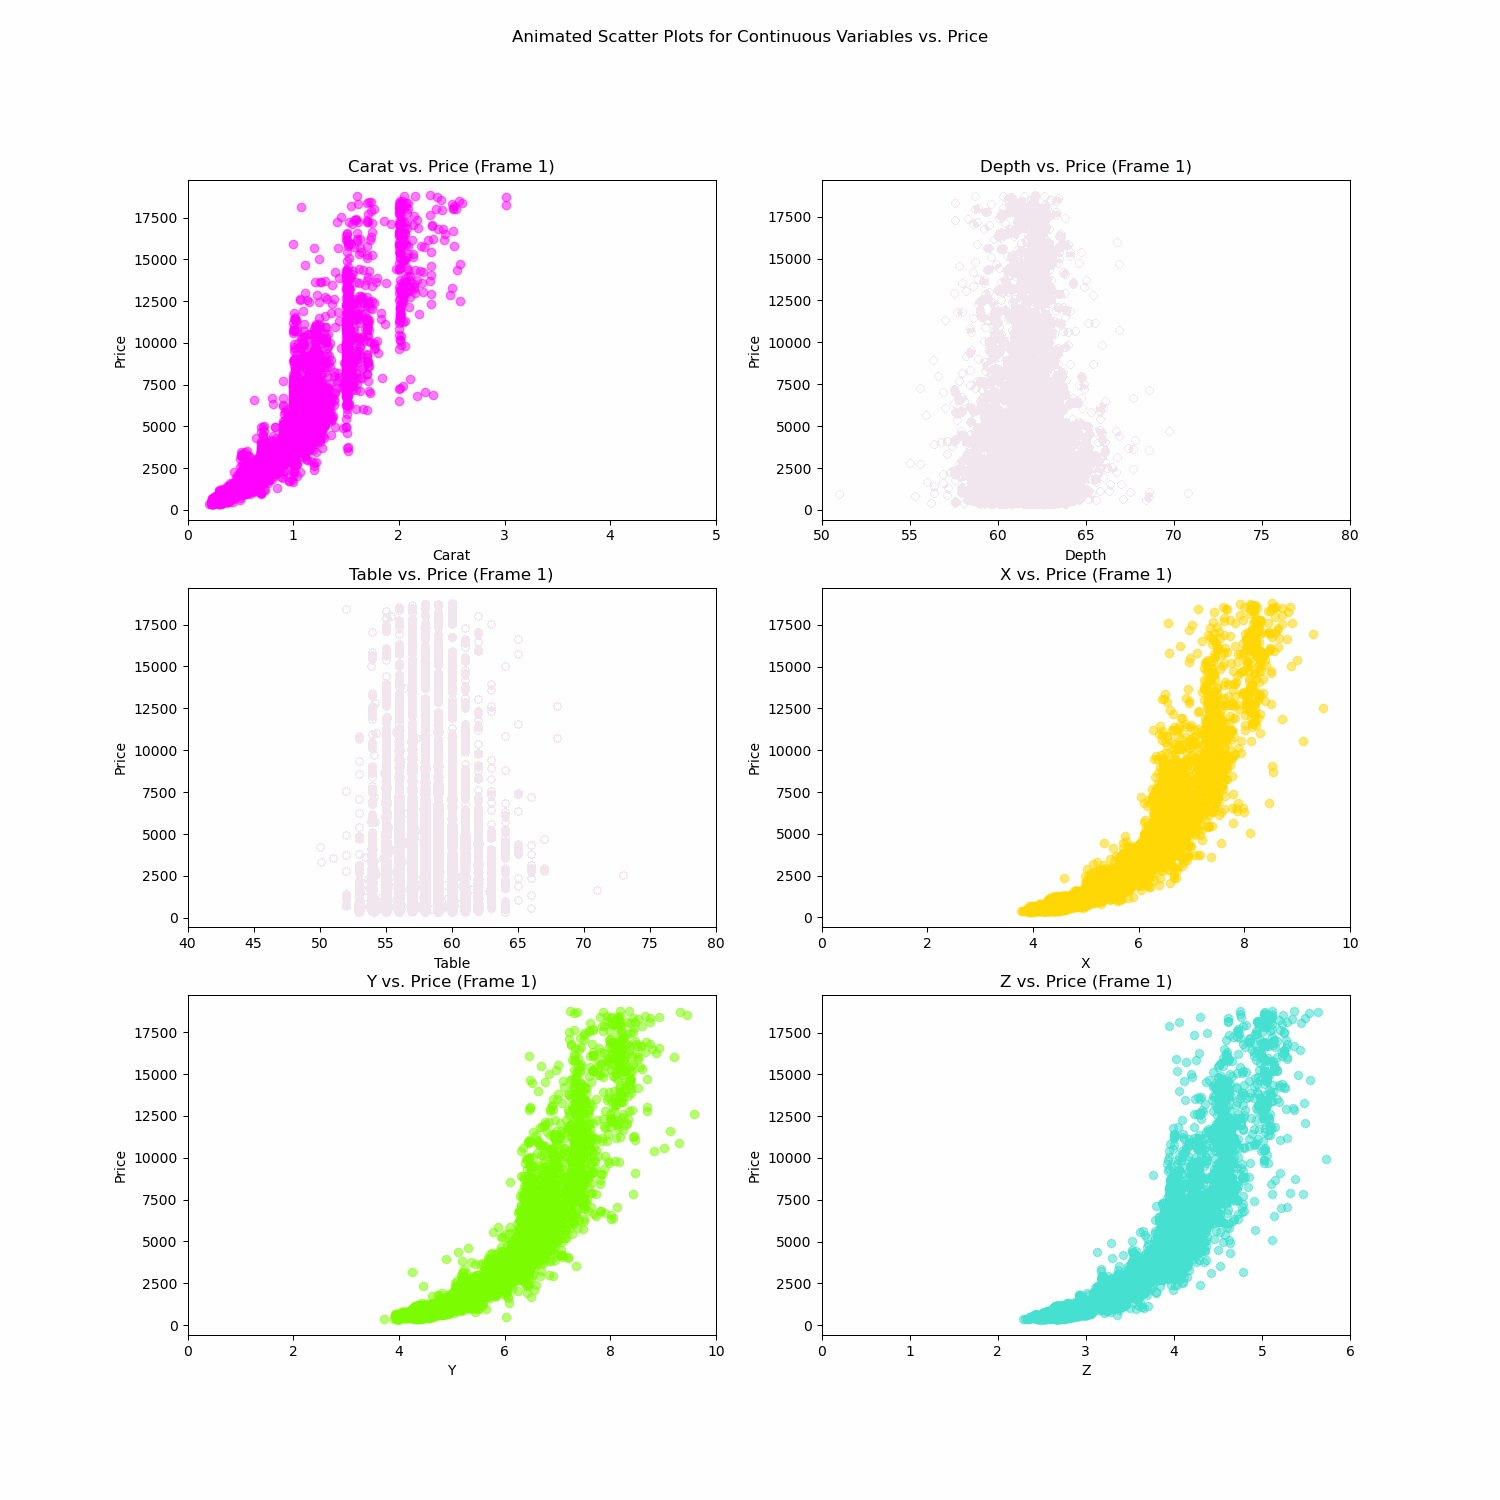 Animated Scatter Plots for Continuous Variables vs. Price
Carat vs. Price (Frame 1)
Price
17500
15000
12500
10000
7500
5000
2500
0
0 1 2 3 4 5
Carat
Depth vs. Price (Frame 1)
Price
17500
15000
12500
10000
7500
5000
2500
0
50 55 60 65 70 75 80
Depth
Table vs. Price (Frame 1)
Price
17500
15000
12500
10000
7500
5000
2500
0
40 45 50 55 60 65 70 75 80
Table
X vs. Price (Frame 1)
Price
17500
15000
12500
10000
7500
5000
2500
0
0 2 4 6 8 10
X
Y vs. Price (Frame 1)
Price
17500
15000
12500
10000
7500
5000
2500
0
0 2 4 6 8 10
Y
Z vs. Price (Frame 1)
Price
17500
15000
12500
10000
7500
5000
2500
0
0 1 2 3 4 5 6
Z